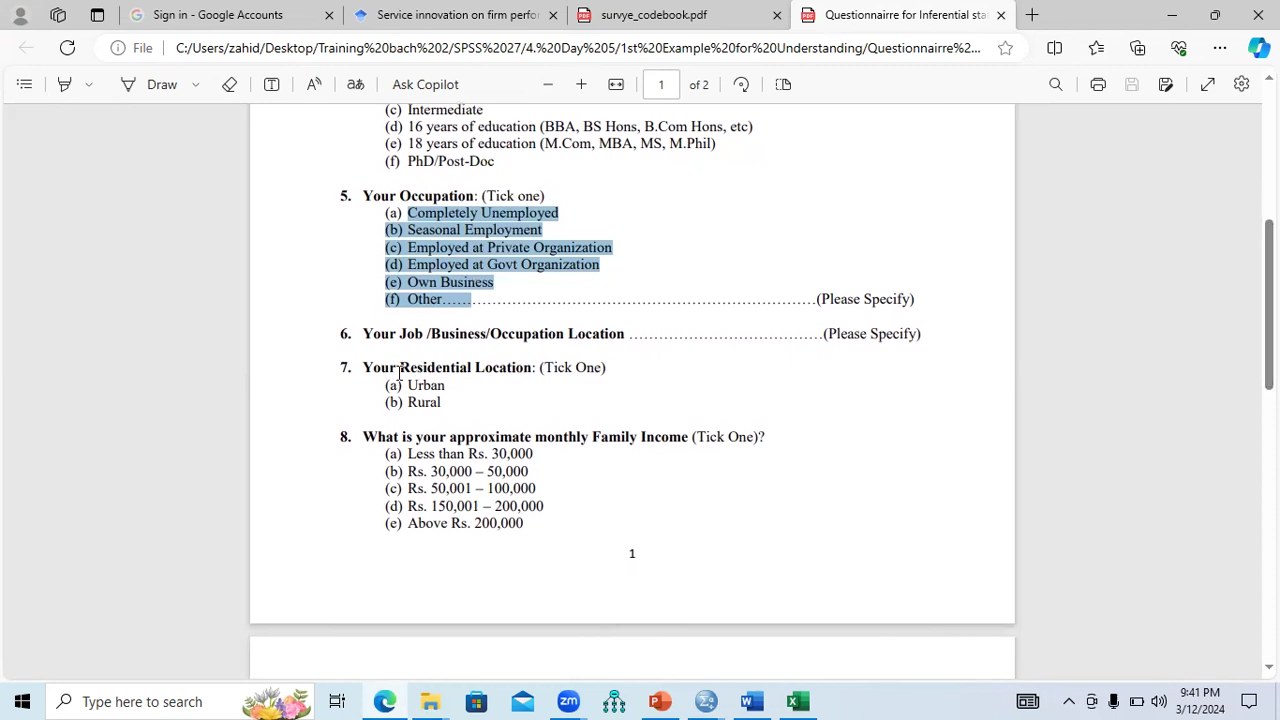 Sign in - Google Accounts
Service innovation on firm perfo
survye_codebook.pdf
Questionnaire for Inferential sta
File
C:/Users/zahid/Desktop/Training%20bach%202/SPSS%2027/4.%20Day%205/1st%20Example%20for%20Understanding/Questionnairre%2...
Draw
Ask Copilot
1 of 2
(c) Intermediate
(d) 16 years of education (BBA, BS Hons, B.Com Hons, etc)
(e) 18 years of education (M.Com, MBA, MS, M.Phil)
(f) PhD/Post-Doc
5. Your Occupation: (Tick one)
(a) Completely Unemployed
(b) Seasonal Employment
(c) Employed at Private Organization
(d) Employed at Govt Organization
(e) Own Business
(f) Other……………………………………………………………………(Please Specify)
6. Your Job /Business/Occupation Location …………………………………(Please Specify)
7. Your Residential Location: (Tick One)
(a) Urban
(b) Rural
8. What is your approximate monthly Family Income (Tick One)?
(a) Less than Rs. 30,000
(b) Rs. 30,000 – 50,000
(c) Rs. 50,001 – 100,000
(d) Rs. 150,001 – 200,000
(e) Above Rs. 200,000
1
Type here to search
9:41 PM
3/12/2024